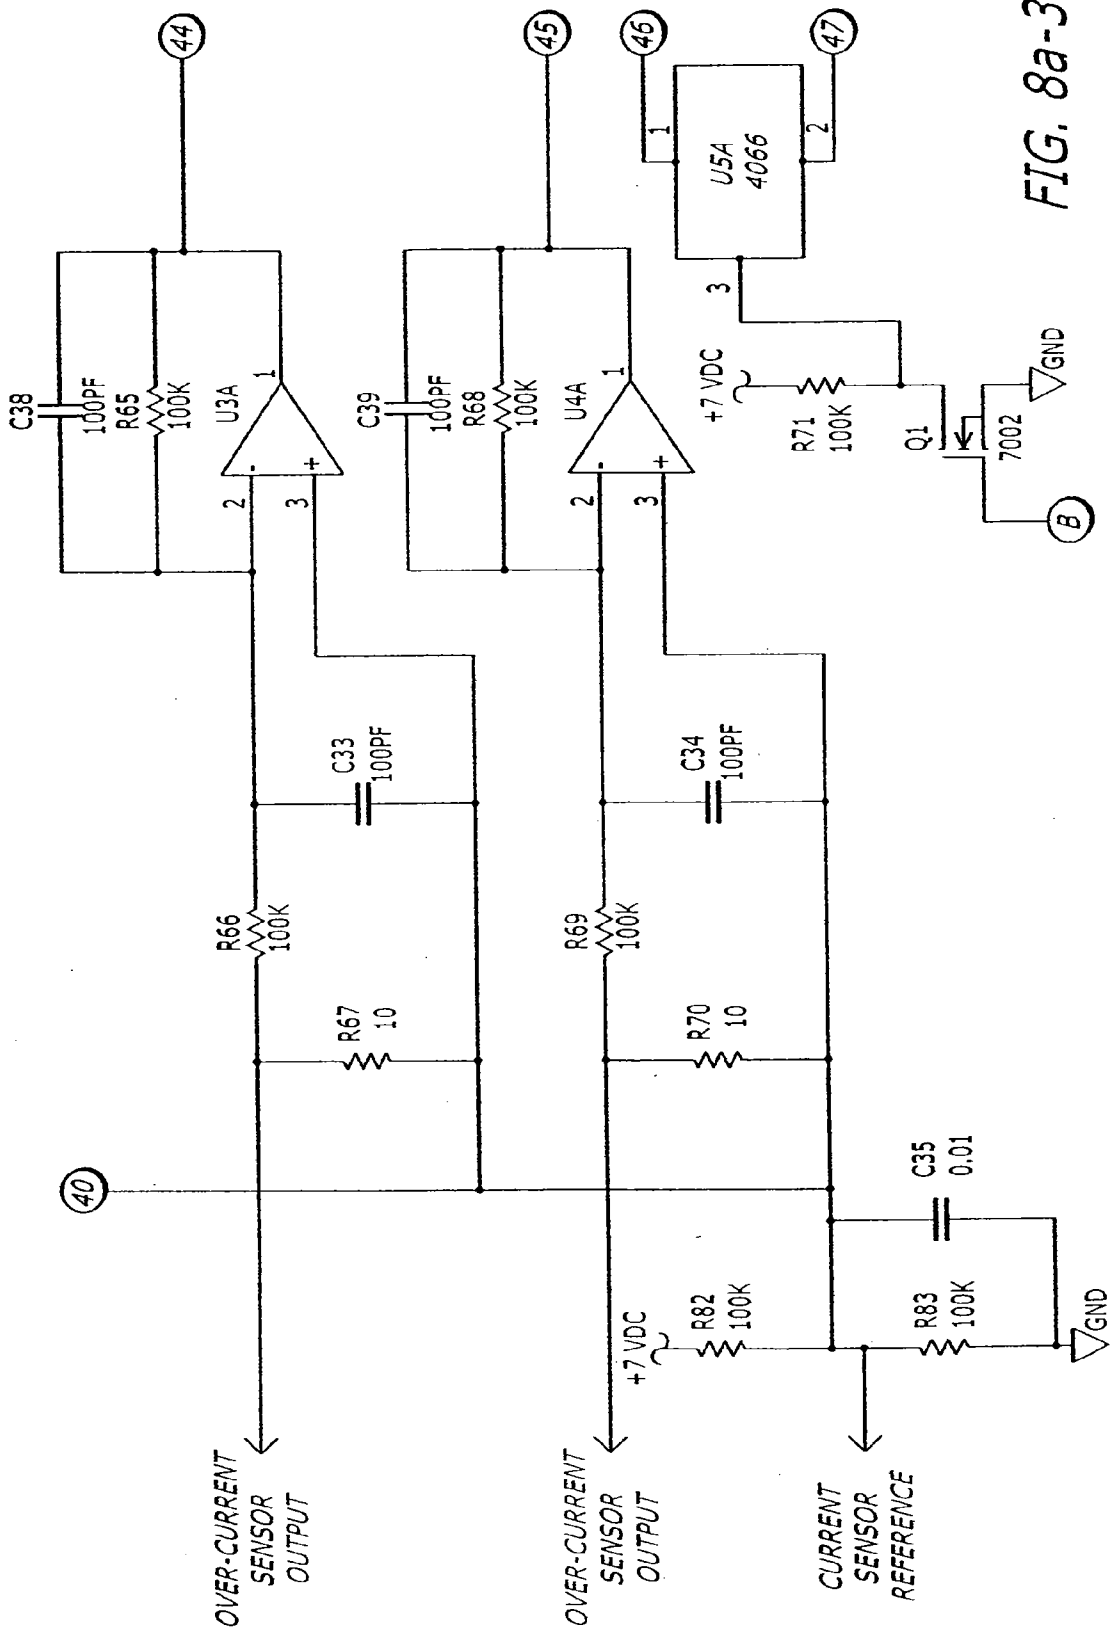 44
C38
100PF
R65
100K
U3A
1
2
-
3
+
R66
100K
C33
100PF
R67
10
40
OVER-CURRENT
SENSOR
OUTPUT
45
C39
100PF
R68
100K
U4A
1
2
-
3
+
R69
100K
C34
100PF
R70
10
OVER-CURRENT
SENSOR
OUTPUT
46
1
U5A
4066
2
47
3
+7 VDC
R71
100K
Q1
7002
GND
B
+7 VDC
R82
100K
C35
0.01
R83
100K
GND
CURRENT
SENSOR
REFERENCE
FIG. 8a-3